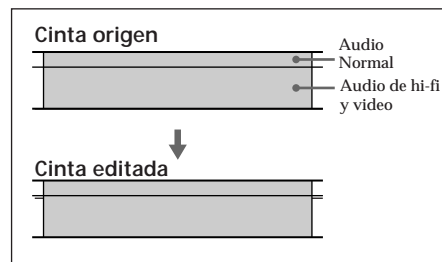 Cinta origen
Audio
Normal
Audio de hi-fi
y video
Cinta editada